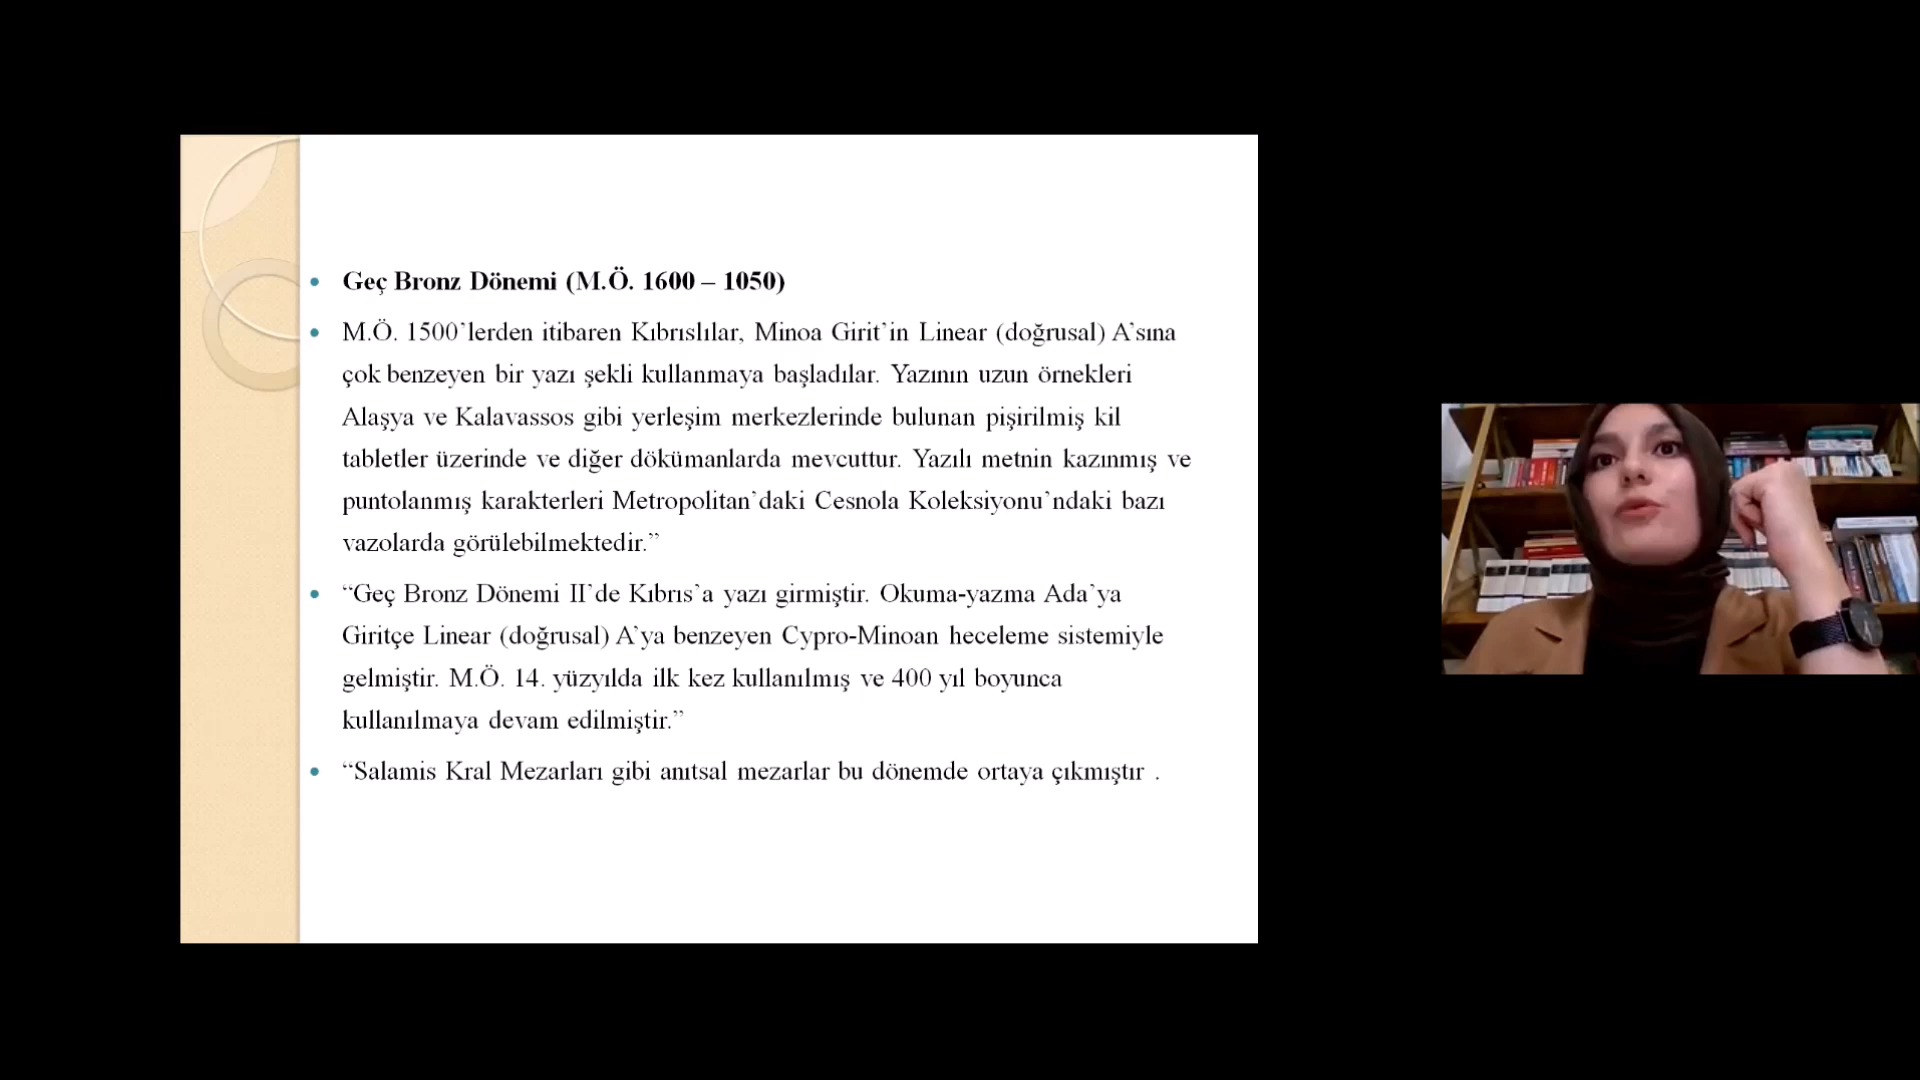 Geç Bronz Dönemi (M.Ö. 1600 – 1050)
M.Ö. 1500’lerden itibaren Kıbrıslılar, Minoa Girit’in Linear (doğrusal) A’sına
çok benzeyen bir yazı şekli kullanmaya başladılar. Yazının uzun örnekleri
Alaşya ve Kalavassos gibi yerleşim merkezlerinde bulunan pişirilmiş kil
tabletler üzerinde ve diğer dökümanlarda mevcuttur. Yazılı metnin kazınmış ve
puntolanmış karakterleri Metropolitan’daki Cesnola Koleksiyonu’ndaki bazı
vazolarda görülebilmektedir.”
“Geç Bronz Dönemi II’de Kıbrıs’a yazı girmiştir. Okuma-yazma Ada’ya
Giritçe Linear (doğrusal) A’ya benzeyen Cypro-Minoan heceleme sistemiyle
gelmiştir. M.Ö. 14. yüzyılda ilk kez kullanılmış ve 400 yıl boyunca
kullanılmaya devam edilmiştir.”
“Salamis Kral Mezarları gibi anıtsal mezarlar bu dönemde ortaya çıkmıştır .